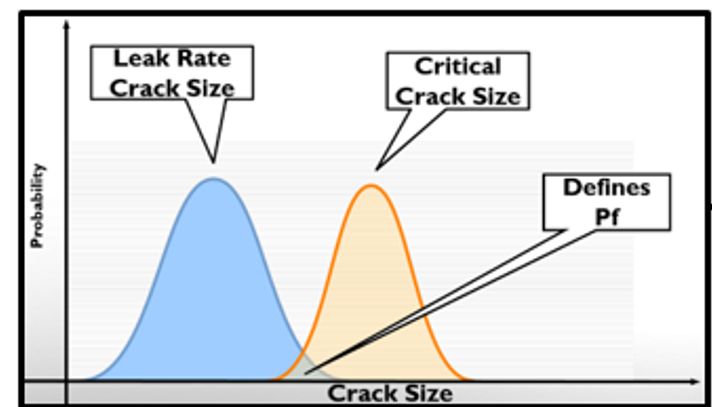 Leak Rate
Crack Size
Critical
Crack Size
Defines
Pf
Probability
Crack Size